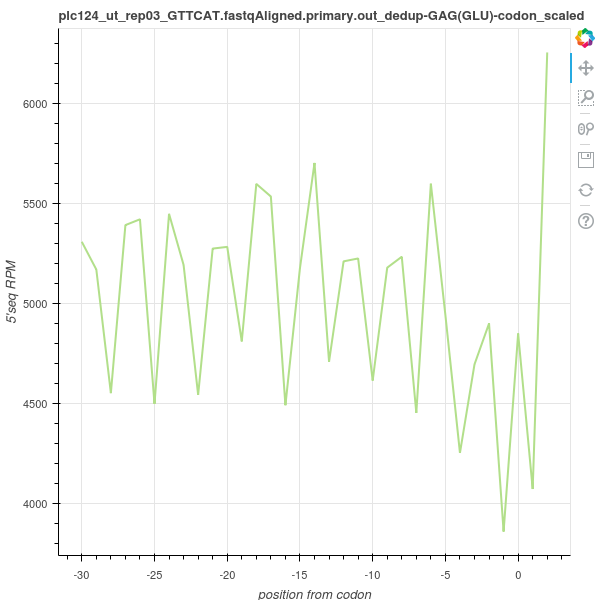 plc124_ut_rep03_GTTCAT.fastqAligned.primary.out_dedup-GAG(GLU)-codon_scaled
6000
5500
5000
4500
4000
5'seq RPM
-30 -25 -20 -15 -10 -5 0
position from codon